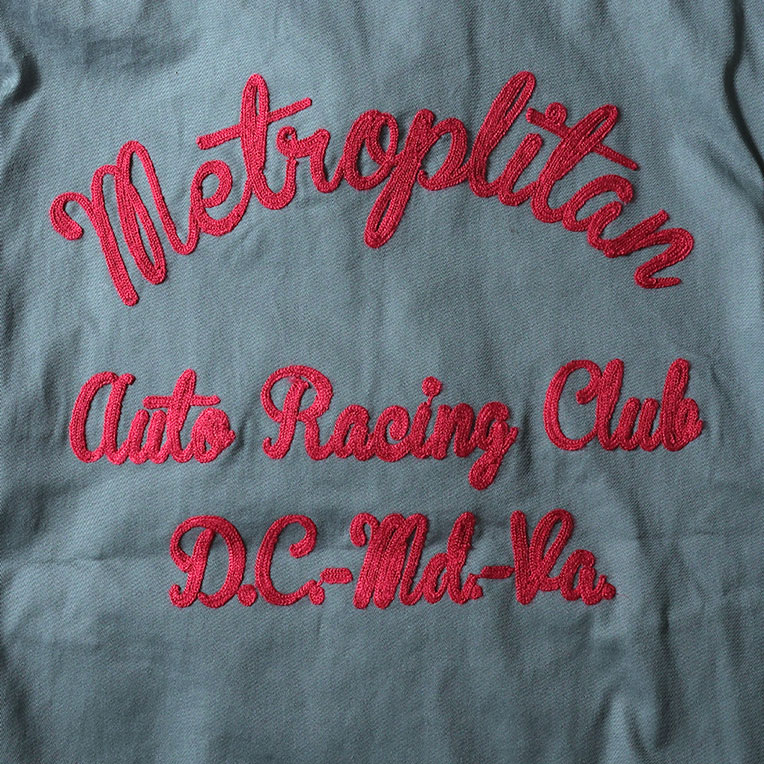 Metroplitan
Auto Racing Club
D.C.-Md.-Va.